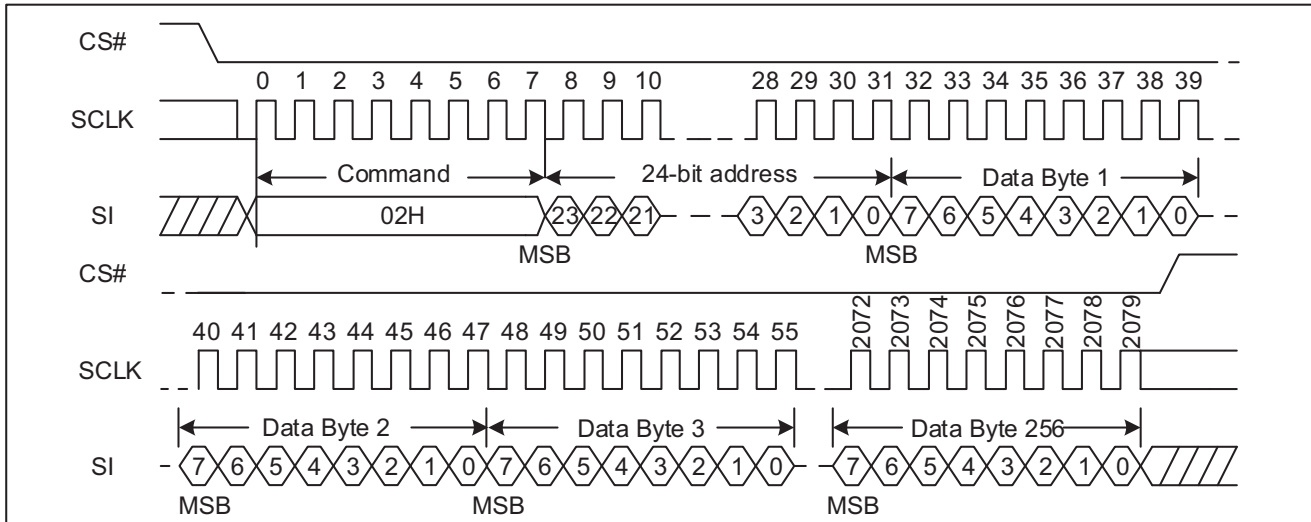 CS#
0 1 2 3 4 5 6 7 8 9 10 28 29 30 31 32 33 34 35 36 37 38 39
SCLK
Command 24-bit address Data Byte 1
SI 02H 23 22 21 3 2 1 0 7 6 5 4 3 2 1 0
MSB MSB
CS#
40 41 42 43 44 45 46 47 48 49 50 51 52 53 54 55 2072 2073 2074 2075 2076 2077 2078 2079
SCLK
Data Byte 2 Data Byte 3 Data Byte 256
SI 7 6 5 4 3 2 1 0 7 6 5 4 3 2 1 0 7 6 5 4 3 2 1 0
MSB MSB MSB